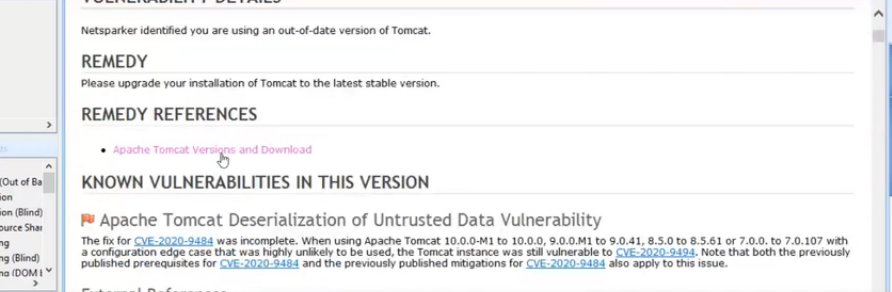 VULNERABILITY DETAILS
Netsparker identified you are using an out-of-date version of Tomcat.
REMEDY
Please upgrade your installation of Tomcat to the latest stable version.
REMEDY REFERENCES
Apache Tomcat Versions and Download
KNOWN VULNERABILITIES IN THIS VERSION
Apache Tomcat Deserialization of Untrusted Data Vulnerability
The fix for CVE-2020-9484 was incomplete. When using Apache Tomcat 10.0.0-M1 to 10.0.0, 9.0.0.M1 to 9.0.41, 8.5.0 to 8.5.61 or 7.0.0. to 7.0.107 with
a configuration edge case that was highly unlikely to be used, the Tomcat instance was still vulnerable to CVE-2020-9494. Note that both the previously
published prerequisites for CVE-2020-9484 and the previously published mitigations for CVE-2020-9484 also apply to this issue.
External References
ts
(Out of Ba
ion
ion (Blind)
ource Shar
ng
ng (Blind)
ng (DOM